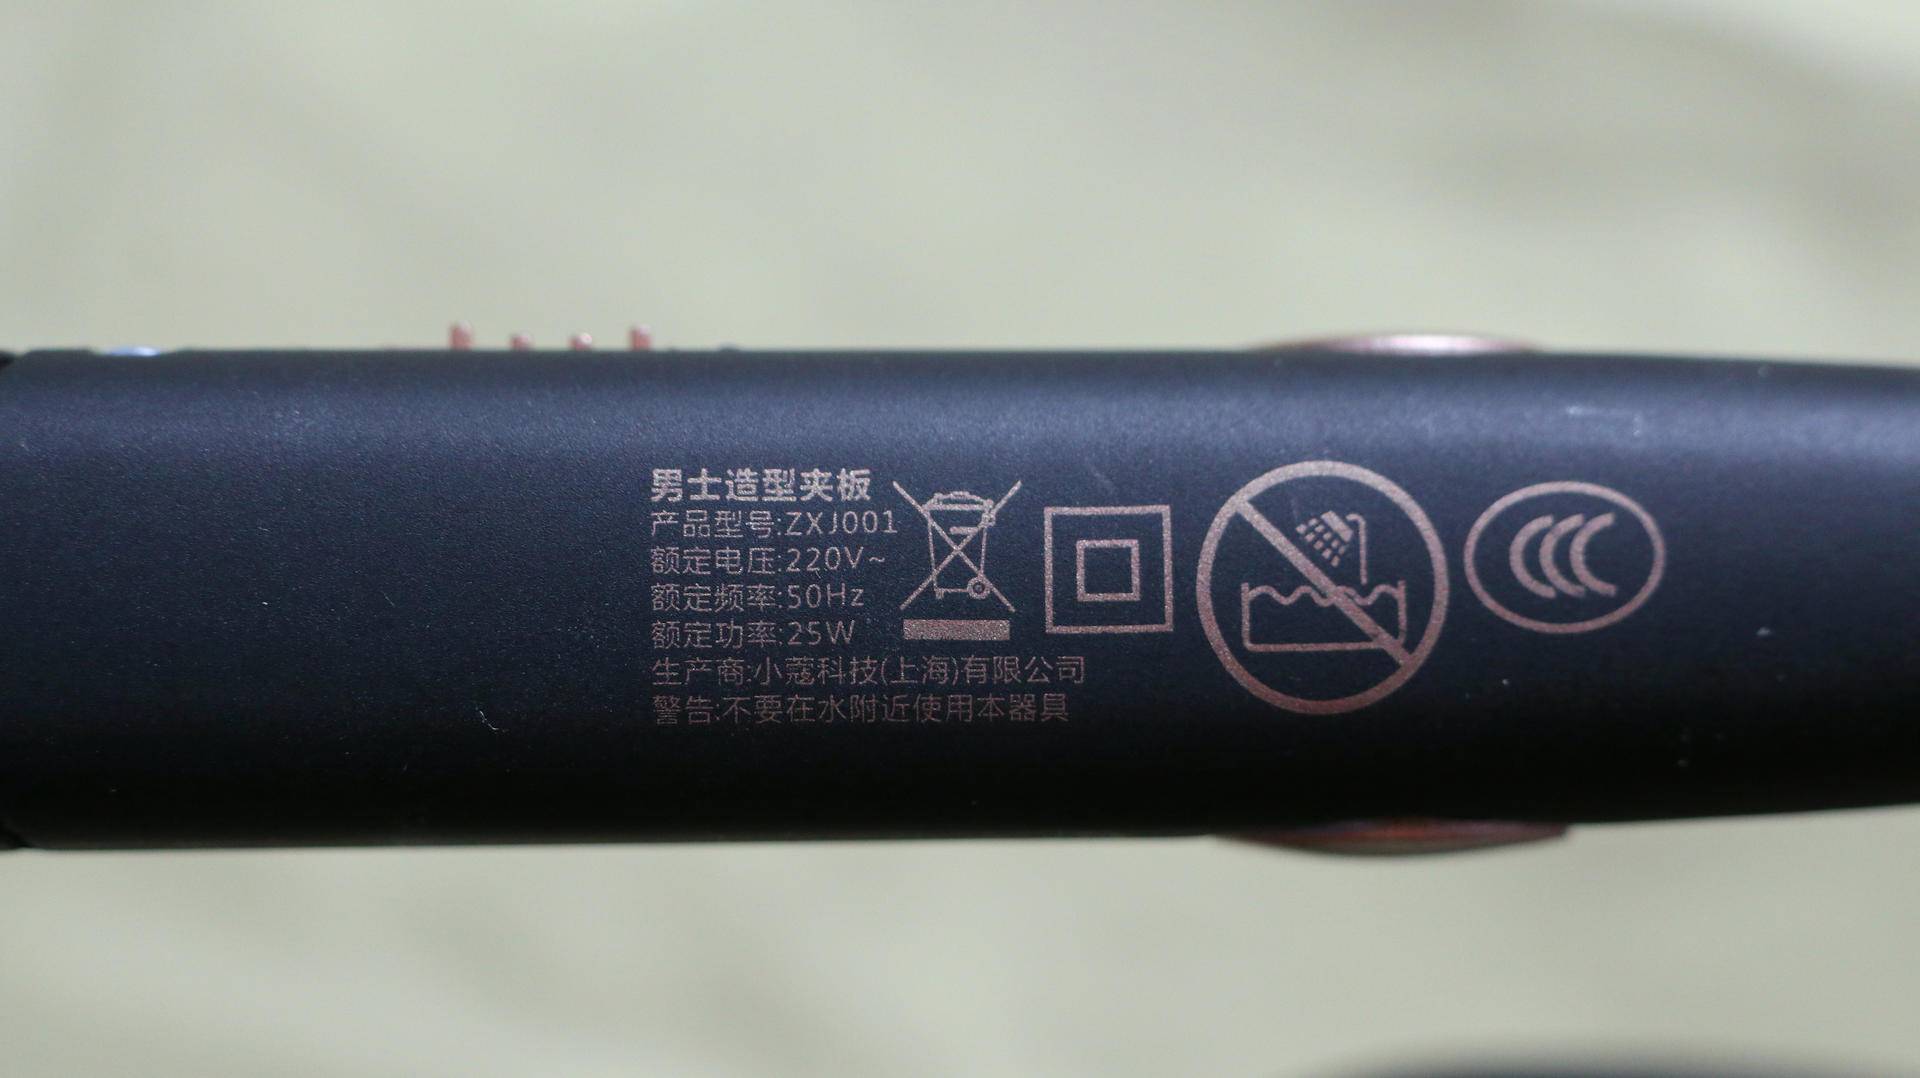 男士造型夹板
产品型号:ZXJ001
额定电压:220V~
额定频率:50Hz
额定功率:25W
生产商:小蔻科技(上海)有限公司
警告:不要在水附近使用本器具
CCC